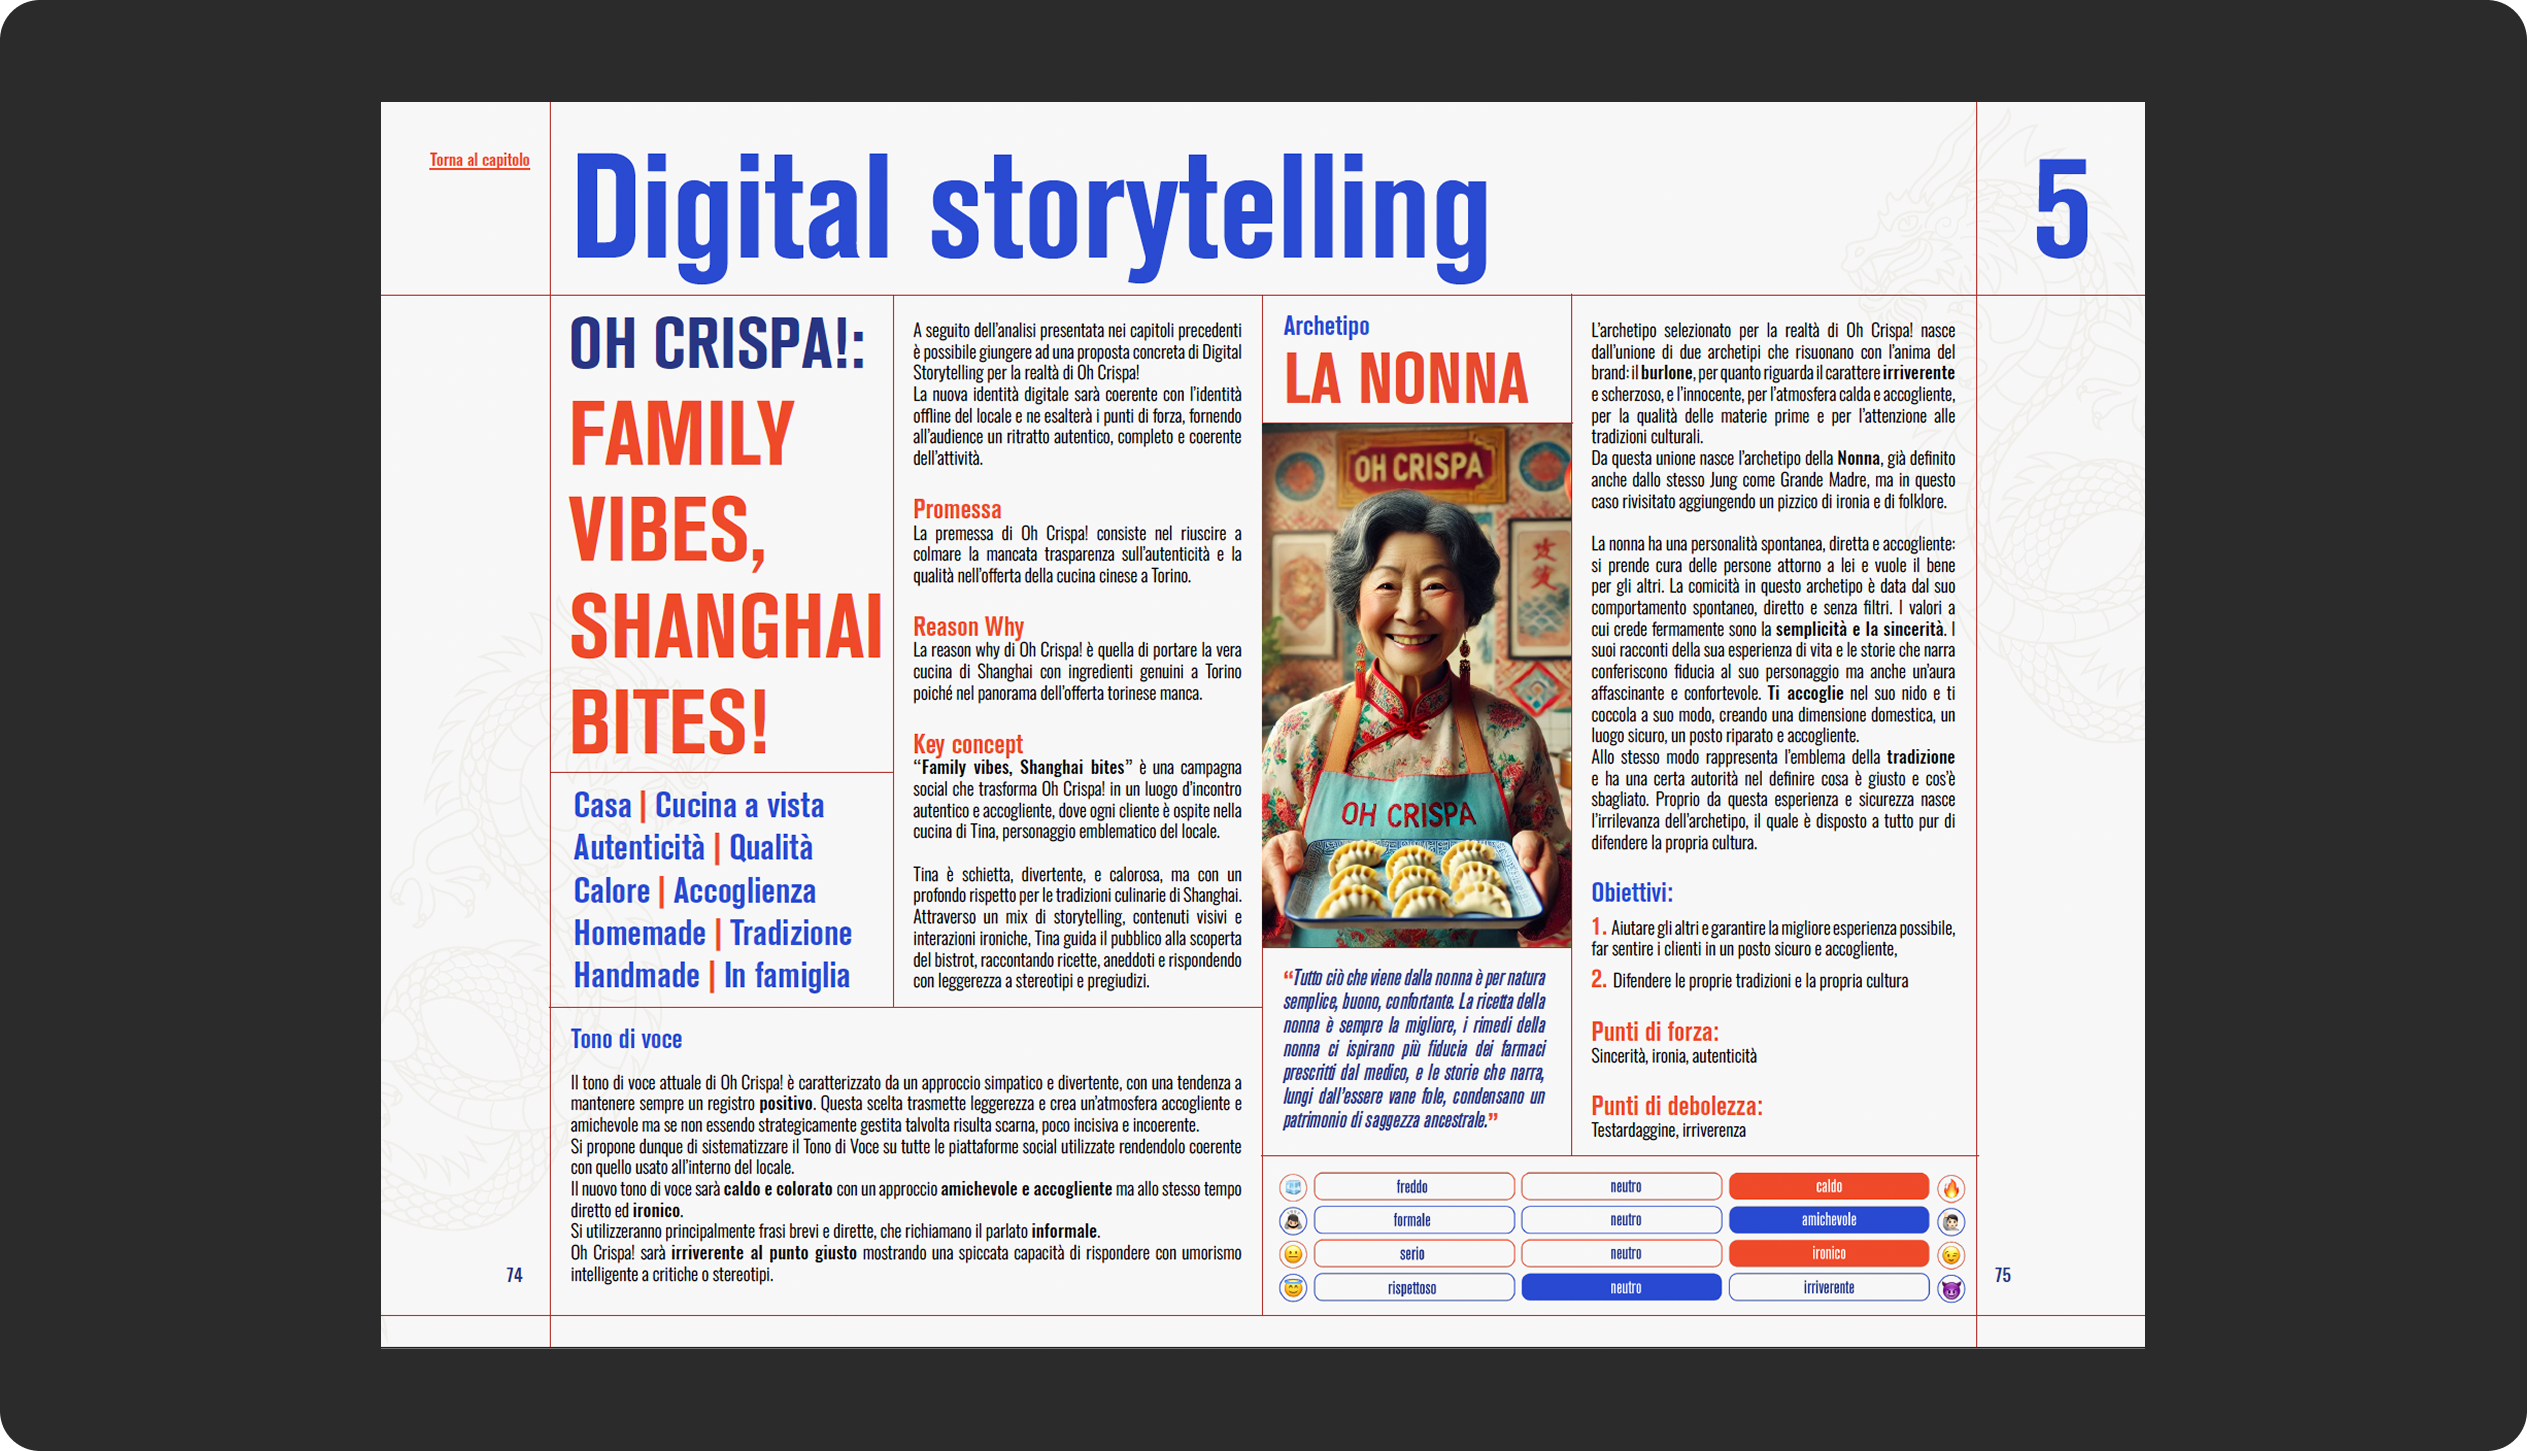 Torna al capitolo
Digital storytelling
5
OH CRISPA!:
FAMILY
VIBES,
SHANGHAI
BITES!
Casa | Cucina a vista
Autenticità | Qualità
Calore | Accoglienza
Homemade | Tradizione
Handmade | In famiglia
A seguito dell'analisi presentata nei capitoli precedenti
è possibile giungere ad una proposta concreta di Digital
Storytelling per la realtà di Oh Crispa!
La nuova identità digitale sarà coerente con l'identità
offline del locale e ne esalterà i punti di forza, fornendo
all'audience un ritratto autentico, completo e coerente
dell'attività.
Promessa
La premessa di Oh Crispa! consiste nel riuscire a
colmare la mancata trasparenza sull'autenticità e la
qualità nell'offerta della cucina cinese a Torino.
Reason Why
La reason why di Oh Crispa! è quella di portare la vera
cucina di Shanghai con ingredienti genuini a Torino
poiché nel panorama dell'offerta torinese manca.
Key concept
“Family vibes, Shanghai bites” è una campagna
social che trasforma Oh Crispa! in un luogo d'incontro
autentico e accogliente, dove ogni cliente è ospite nella
cucina di Tina, personaggio emblematico del locale.
Tina è schietta, divertente, e calorosa, ma con un
profondo rispetto per le tradizioni culinarie di Shanghai.
Attraverso un mix di storytelling, contenuti visivi e
interazioni ironiche, Tina guida il pubblico alla scoperta
del bistrot, raccontando ricette, aneddoti e rispondendo
con leggerezza a stereotipi e pregiudizi.
Tono di voce
Il tono di voce attuale di Oh Crispa! è caratterizzato da un approccio simpatico e divertente, con una tendenza a
mantenere sempre un registro positivo. Questa scelta trasmette leggerezza e crea un'atmosfera accogliente e
amichevole ma se non essendo strategicamente gestita talvolta risulta scarna, poco incisiva e incoerente.
Si propone dunque di sistematizzare il Tono di Voce su tutte le piattaforme social utilizzate rendendolo coerente
con quello usato all'interno del locale.
Il nuovo tono di voce sarà caldo e colorato con un approccio amichevole e accogliente ma allo stesso tempo
diretto ed ironico.
Si utilizzeranno principalmente frasi brevi e dirette, che richiamano il parlato informale.
Oh Crispa! sarà irriverente al punto giusto mostrando una spiccata capacità di rispondere con umorismo
intelligente a critiche o stereotipi.
74
Archetipo
LA NONNA
OH CRISPA
OH CRISPA
“Tutto ciò che viene dalla nonna è per natura
semplice, buono, confortante. La ricetta della
nonna è sempre la migliore, i rimedi della
nonna ci ispirano più fiducia dei farmaci
prescritti dal medico, e le storie che narra,
lungi dall'essere vane fole, condensano un
patrimonio di saggezza ancestrale.”
L'archetipo selezionato per la realtà di Oh Crispa! nasce
dall'unione di due archetipi che risuonano con l'anima del
brand: il burlone, per quanto riguarda il carattere irriverente
e scherzoso, e l'innocente, per l'atmosfera calda e accogliente,
per la qualità delle materie prime e per l'attenzione alle
tradizioni culturali.
Da questa unione nasce l'archetipo della Nonna, già definito
anche dallo stesso Jung come Grande Madre, ma in questo
caso rivisitato aggiungendo un pizzico di ironia e di folklore.
La nonna ha una personalità spontanea, diretta e accogliente:
si prende cura delle persone attorno a lei e vuole il bene
per gli altri. La comicità in questo archetipo è data dal suo
comportamento spontaneo, diretto e senza filtri. I valori a
cui crede fermamente sono la semplicità e la sincerità. I
suoi racconti della sua esperienza di vita e le storie che narra
conferiscono fiducia al suo personaggio ma anche un'aura
affascinante e confortevole. Ti accoglie nel suo nido e ti
coccola a suo modo, creando una dimensione domestica, un
luogo sicuro, un posto riparato e accogliente.
Allo stesso modo rappresenta l'emblema della tradizione
e ha una certa autorità nel definire cosa è giusto e cos'è
sbagliato. Proprio da questa esperienza e sicurezza nasce
l'irrilevanza dell'archetipo, il quale è disposto a tutto pur di
difendere la propria cultura.
Obiettivi:
1. Aiutare gli altri e garantire la migliore esperienza possibile,
far sentire i clienti in un posto sicuro e accogliente,
2. Difendere le proprie tradizioni e la propria cultura
Punti di forza:
Sincerità, ironia, autenticità
Punti di debolezza:
Testardaggine, irriverenza
freddo neutro caldo
formale neutro amichevole
serio neutro ironico
rispettoso neutro irriverente
75